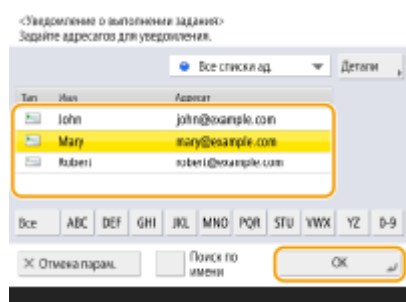 <Уведомление о выполнении задания>
Задайте адресатов для уведомления.
Все списки ад. Детали
Тип Имя Адресат
John john@example.com
Mary mary@example.com
Robert robert@example.com
Все ABC DEF GHI JKL MNO PQR STU VWX YZ 0-9
× Отмена парам. Поиск по имени OK